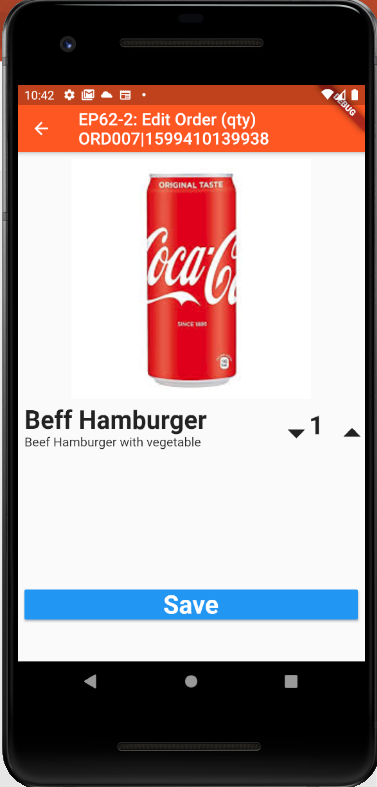 10:42
DEBUG
EP62-2: Edit Order (qty)
ORD007|1599410139938
ORIGINAL TASTE
Coca-C
SINCE 1886
Beff Hamburger
1
Beef Hamburger with vegetable
Save